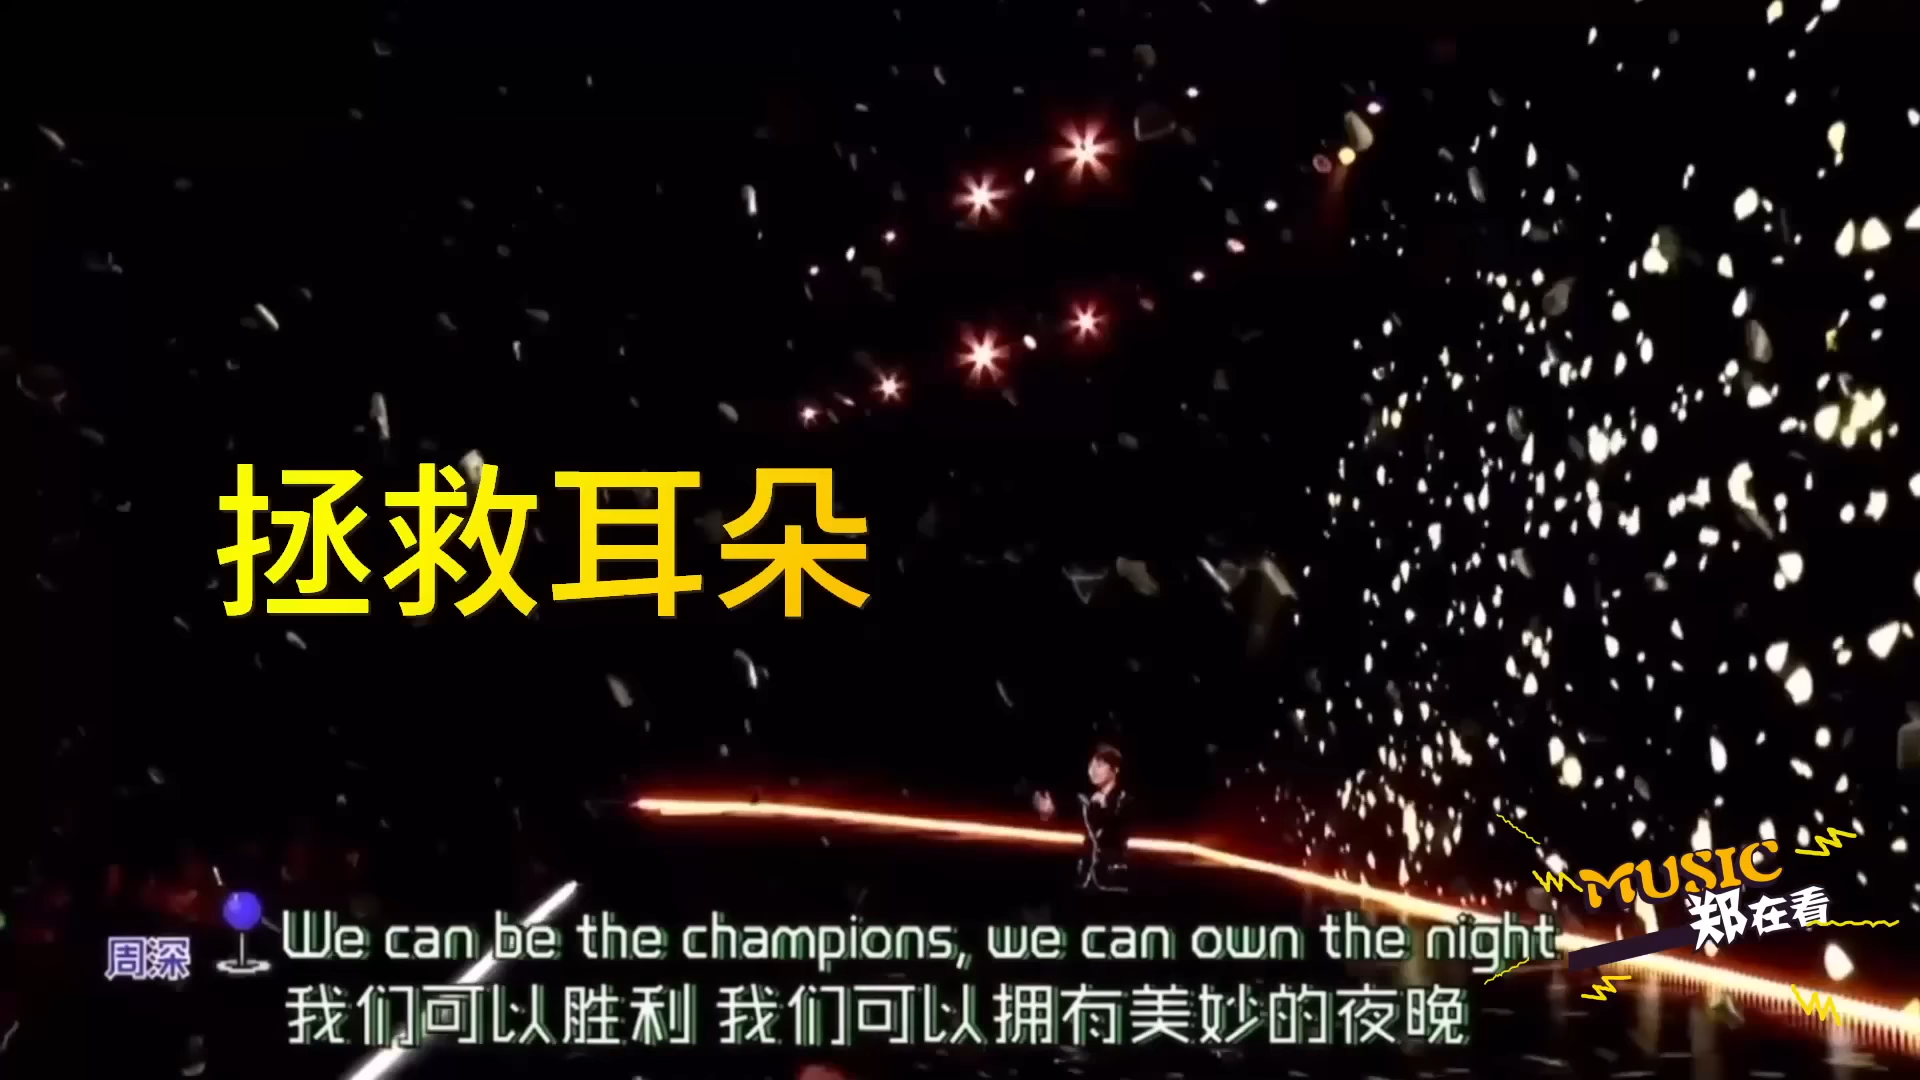 拯救耳朵
MUSIC
郑在看
周深
We can be the champions, we can own the night
我们可以胜利 我们可以拥有美妙的夜晚